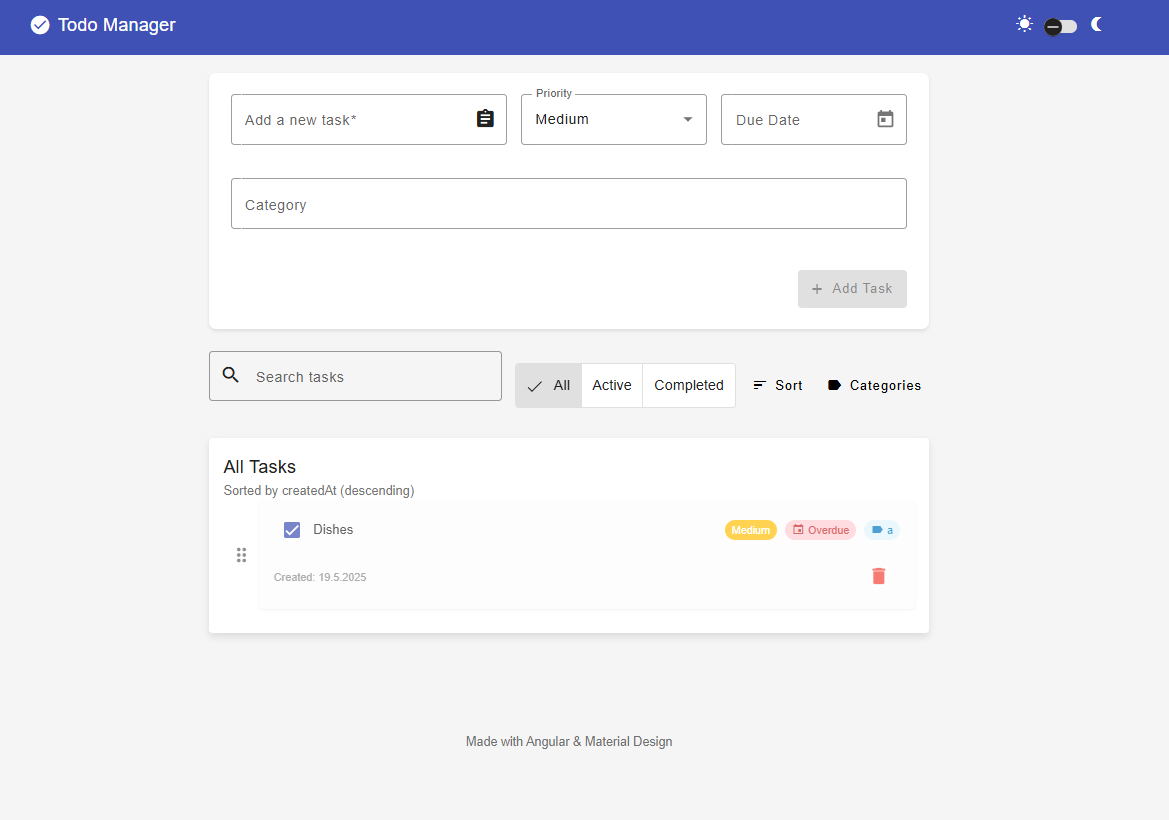 Todo Manager
Priority
Add a new task*
Medium
Due Date
Category
+ Add Task
Search tasks
All
Active
Completed
Sort
Categories
All Tasks
Sorted by createdAt (descending)
Dishes
Medium
Overdue
a
Created: 19.5.2025
Made with Angular & Material Design